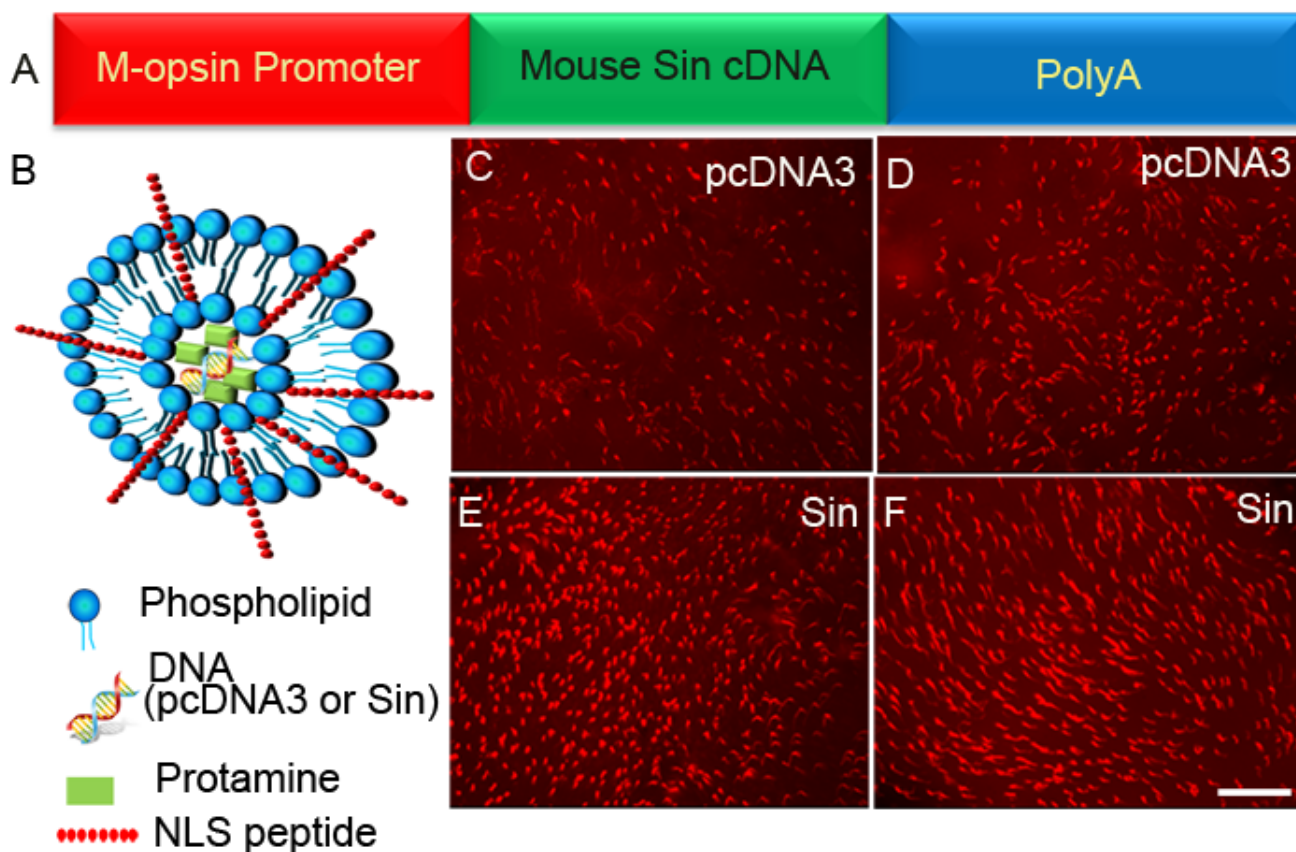 A
M-opsin Promoter
Mouse Sin cDNA
PolyA
B
C
pcDNA3
D
pcDNA3
E
Sin
F
Sin
Phospholipid
DNA
(pcDNA3 or Sin)
Protamine
NLS peptide